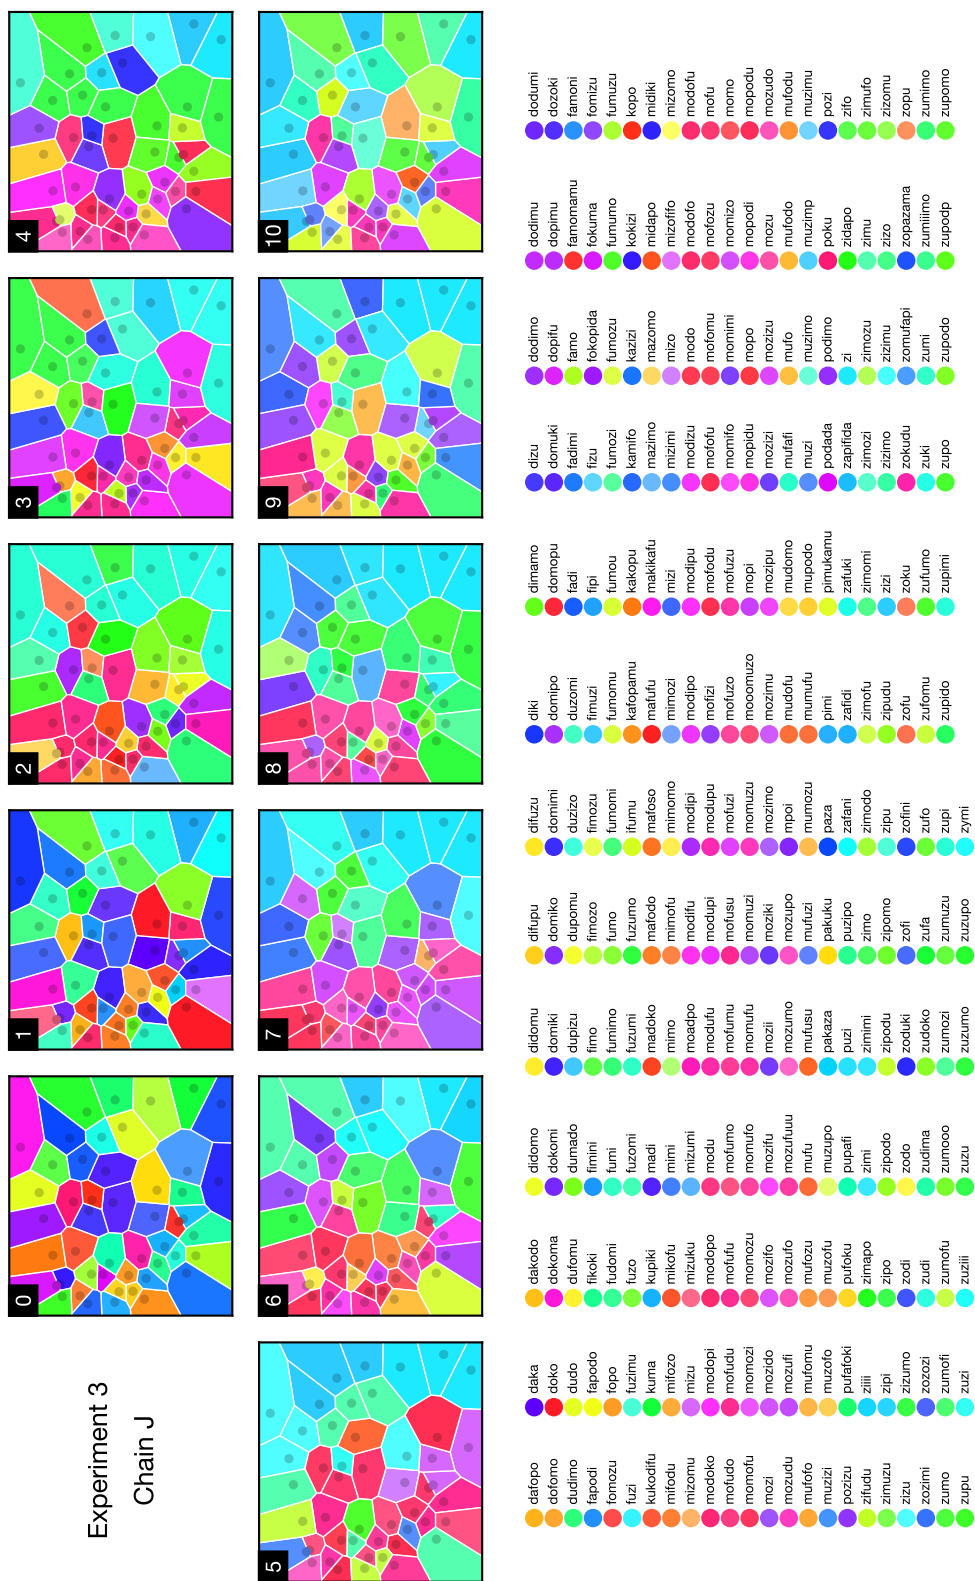 Experiment 3
Chain J
0 1 2 3 4
5 6 7 8 9 10
dafopo daka dakodo didomo didomu difupu difuzu diki dimamo dizu dodimo dodimu dodumi
dofomo doko dokoma dokomi domiki domiko domimi domipo domopu domuki dopifu dopimu dozoki
dudimo dudo dufomu dumado dupizu dupomu duzizo duzomi fadi fadimi famo famomamu famoni
fapodi fapodo fikoki fimini fimo fimozo fimozu fimuzi fipi fizu fokopida fokuma fomizu
fomozu fopo fudomi fumi fumimo fumo fumomi fumomu fumou fumozi fumozu fumumo fumuzu
fuzi fuzimu fuzo fuzomi fuzumi fuzumo ifumu kafopamu kakopu kamifo kazizi kokizi kopo
kukodifu kuma kupiki madi madoko mafodo mafoso mafufu makikafu mazimo mazomo midapo midiki
mifodu mifozo mikofu mimi mimo mimofu mimomo mimozi mizi mizimi mizo mizofifo mizomo
mizomu mizu mizuku mizumi moadpo modifu modipi modipo modipu modizu modo modofo modofu
modoko modopi modopo modu modufu modupi modupu mofizi mofodu mofofu mofomu mofozu mofu
mofudo mofudu mofufu mofumo mofumu mofusu mofuzi mofuzo mofuzu momifo momimi momizo momo
momofu momozi momozu momufo momufu momuzi momuzu mooomuzo mopi mopidu mopo mopodi mopodu
mozi mozido mozifo mozifu mozii moziki mozimo mozimu mozipu mozizi mozizu mozu mozudo
mozudu mozufi mozufo mozufuuu mozumo mozupo mpoi mudofu mudomo mufafi mufo mufodo mufodu
mufofo mufomu mufozu mufu mufusu mufuzi mumozu mumufu mupodo muzi muzimo muzimp muzimu
muzizi muzofo muzofu muzupo pakaza pakuku paza pimi pimukamu podada podimo poku pozi
pozizu pufafoki pufoku pupafi puzi puzipo zafani zafidi zafuki zapifida zi zidapo zifo
zifudu ziii zimapo zimi zimimi zimo zimodo zimofu zimomi zimozi zimozu zimu zimufo
zimuzu zipi zipo zipodo zipodu zipomo zipu zipudu zizi zizimo zizimu zizo zizomu
zizu zizumo zodi zodo zoduki zofi zofini zofu zoku zokudu zomufapi zopazama zopu
zozimi zozozi zudi zudima zudoko zufa zufo zufomu zufumo zuki zumi zumiiimo zumimo
zumo zumofi zumofu zumooo zumozi zumuzu zupi zupido zupimi zupo zupodo zupodp zupomo
zupu zuzi zuziii zuzu zuzumo zuzupo zymi